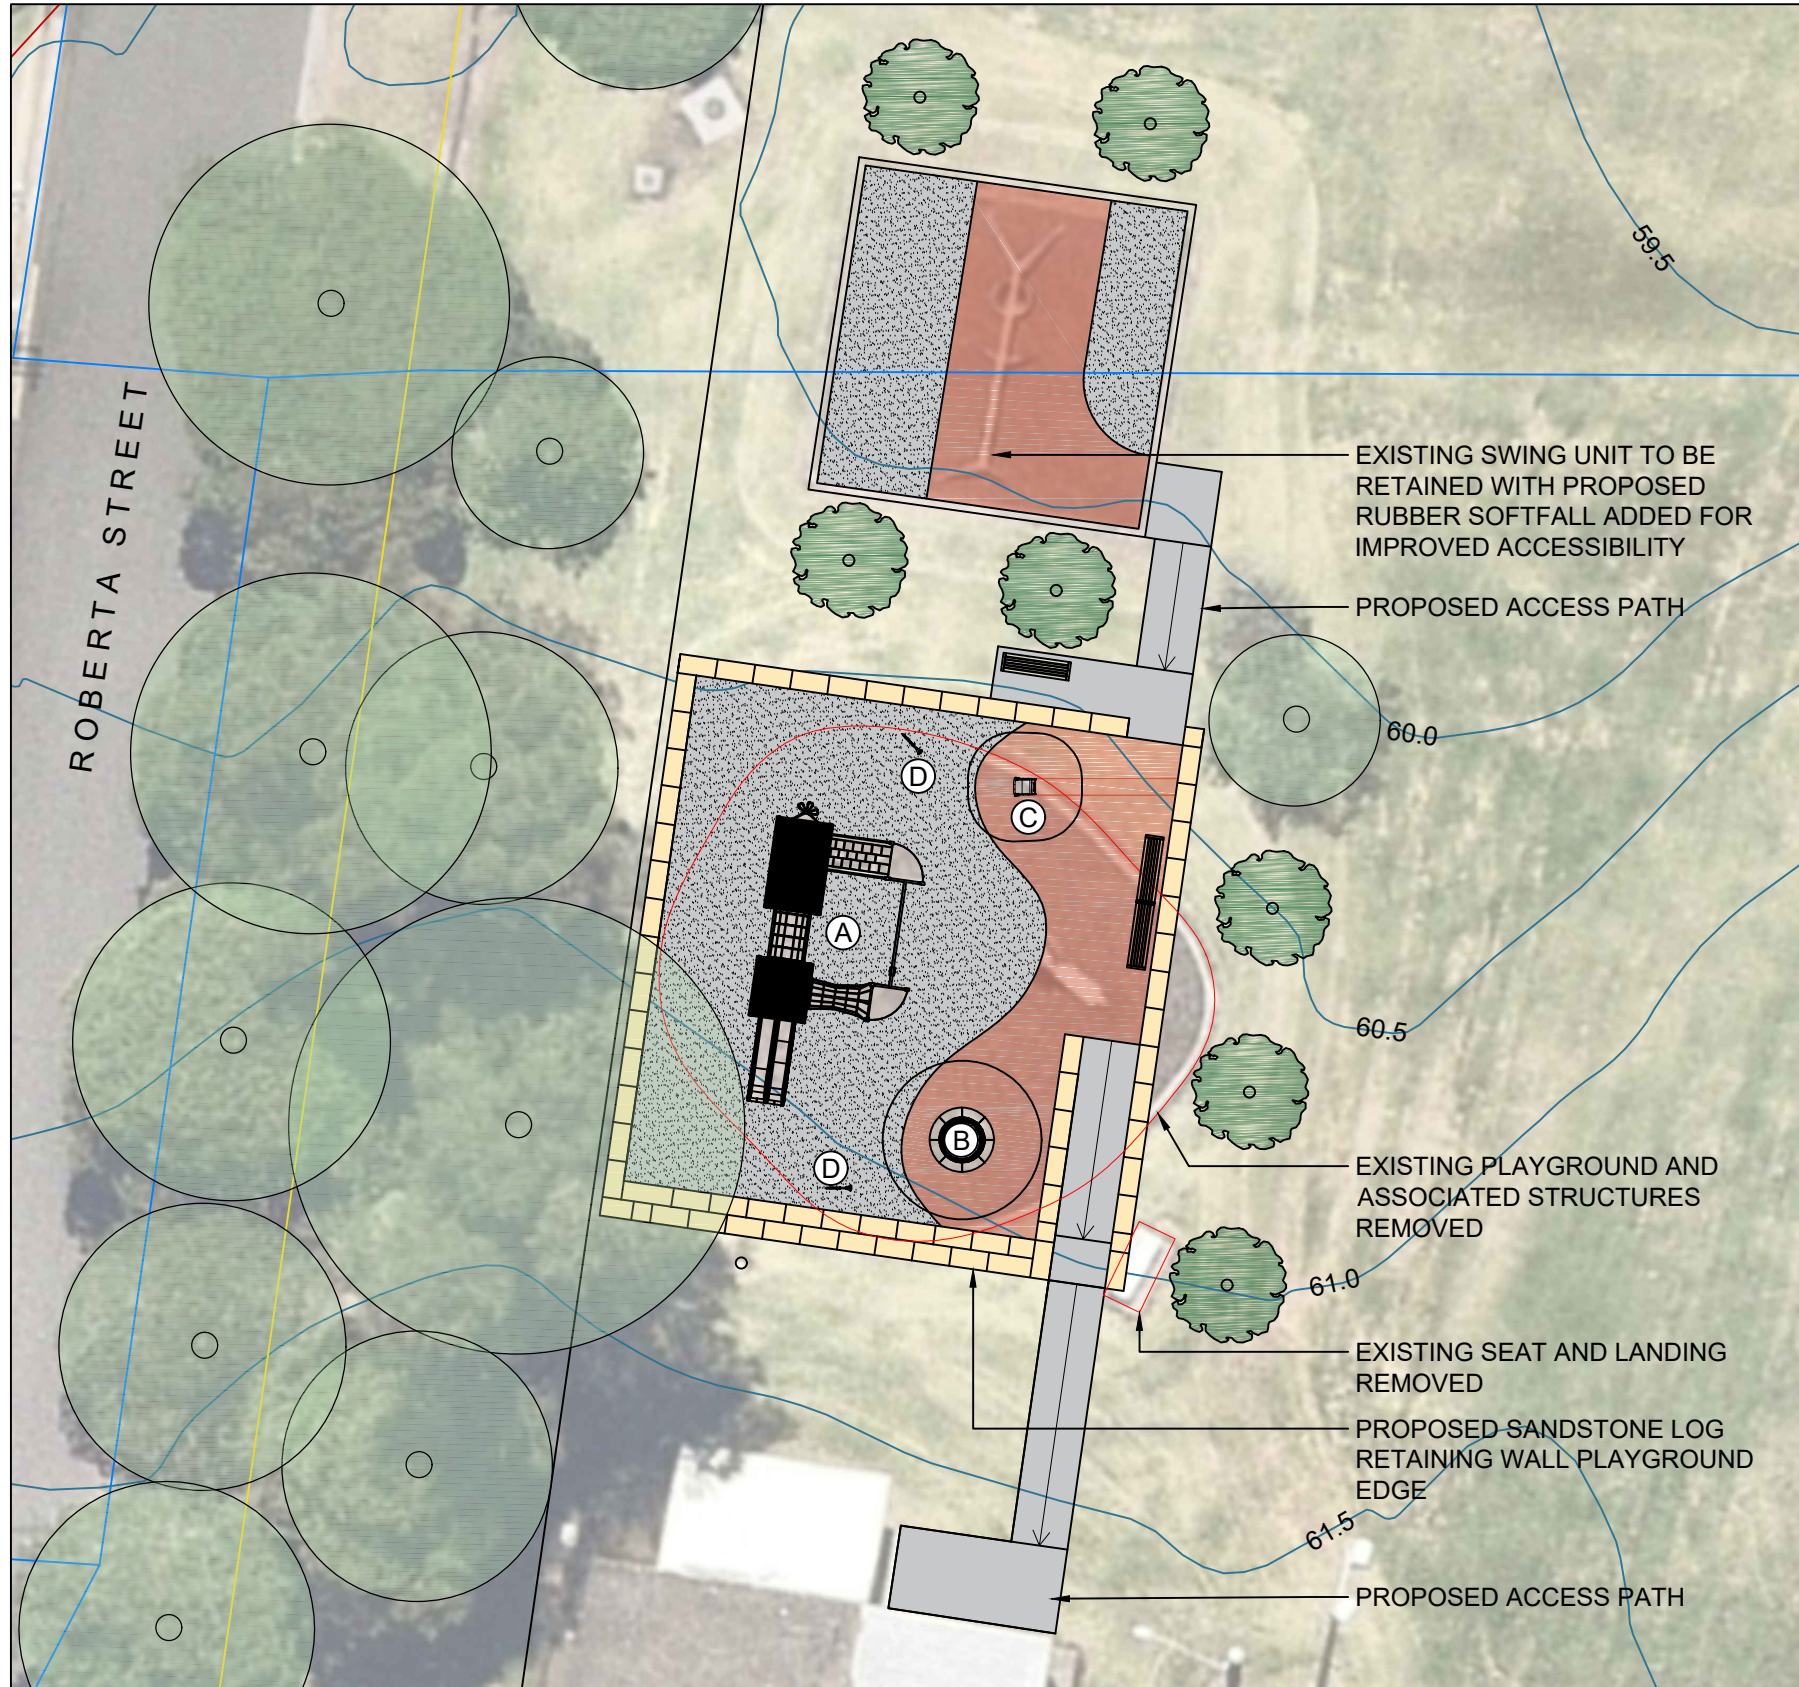 59.5
ROBERTA STREET
EXISTING SWING UNIT TO BE
RETAINED WITH PROPOSED
RUBBER SOFTFALL ADDED FOR
IMPROVED ACCESSIBILITY
PROPOSED ACCESS PATH
60.0
D
C
A
60.5
B
D
EXISTING PLAYGROUND AND
ASSOCIATED STRUCTURES
REMOVED
61.0
EXISTING SEAT AND LANDING
REMOVED
PROPOSED SANDSTONE LOG
RETAINING WALL PLAYGROUND
EDGE
61.5
PROPOSED ACCESS PATH